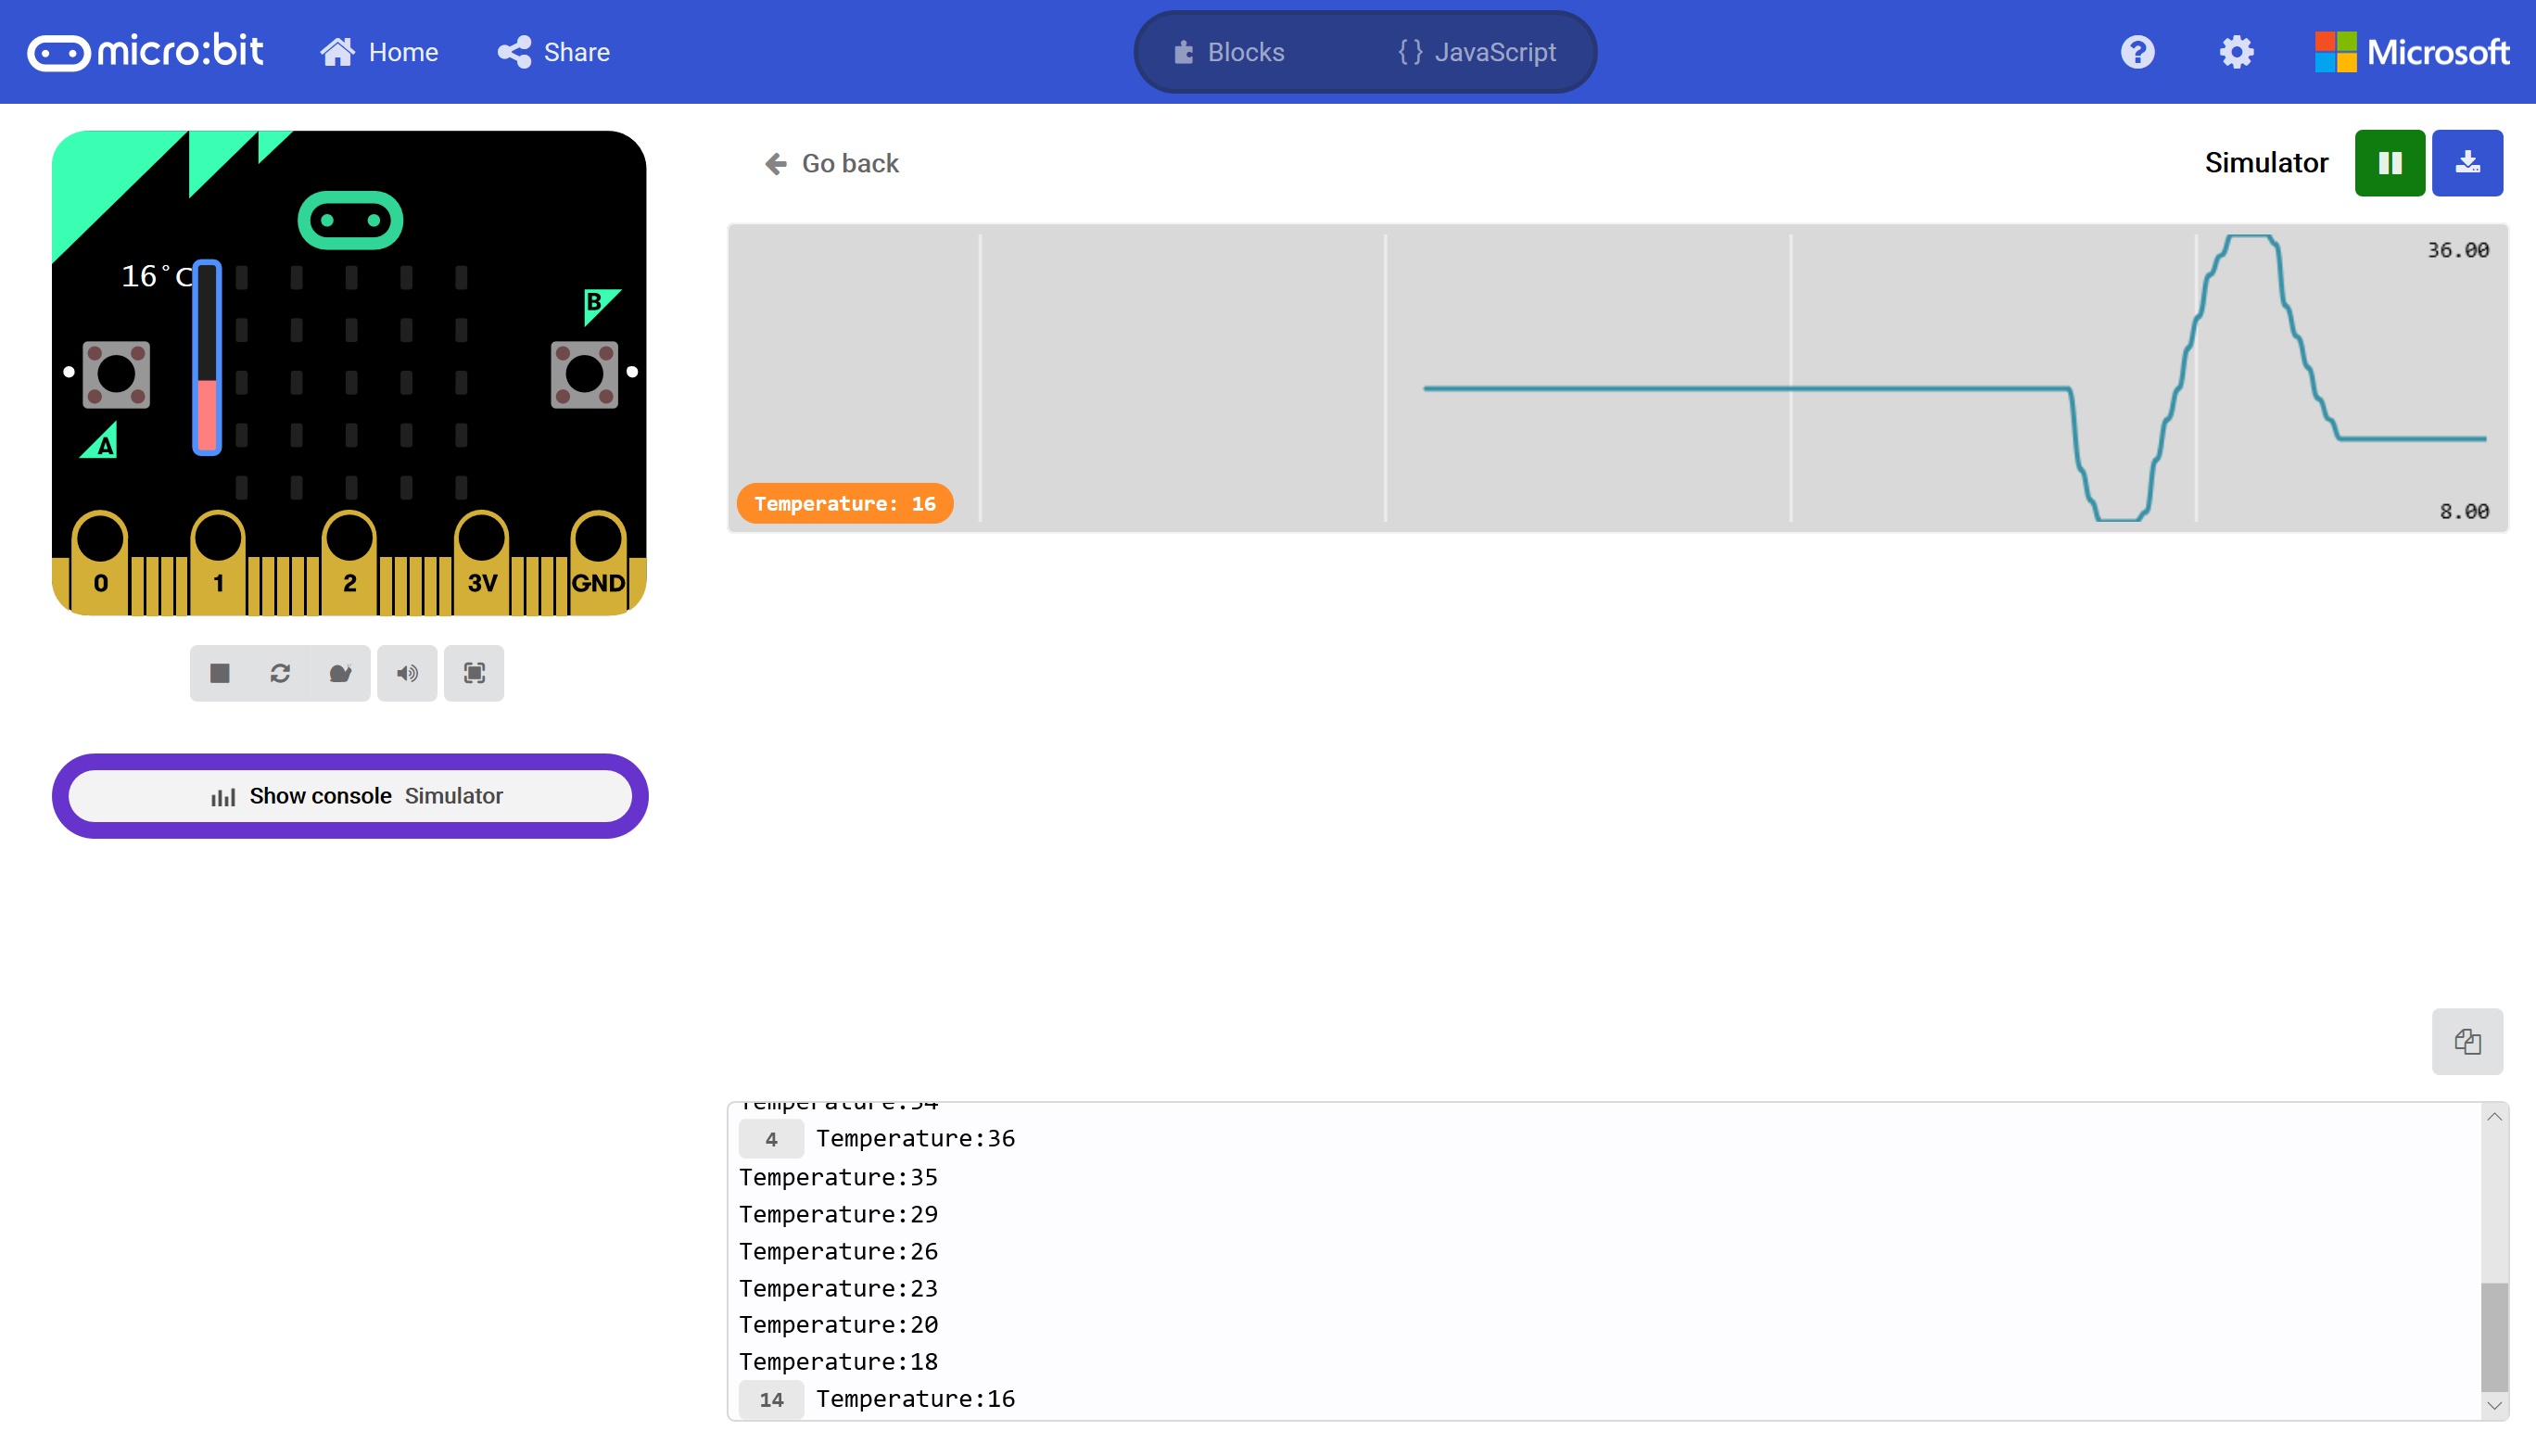 micro:bit Home Share Blocks {} JavaScript ? Microsoft
Go back Simulator
16°C
B
A
0 1 2 3V GND
36.00
Temperature: 16
8.00
Show console Simulator
Temperature:34
4 Temperature:36
Temperature:35
Temperature:29
Temperature:26
Temperature:23
Temperature:20
Temperature:18
14 Temperature:16